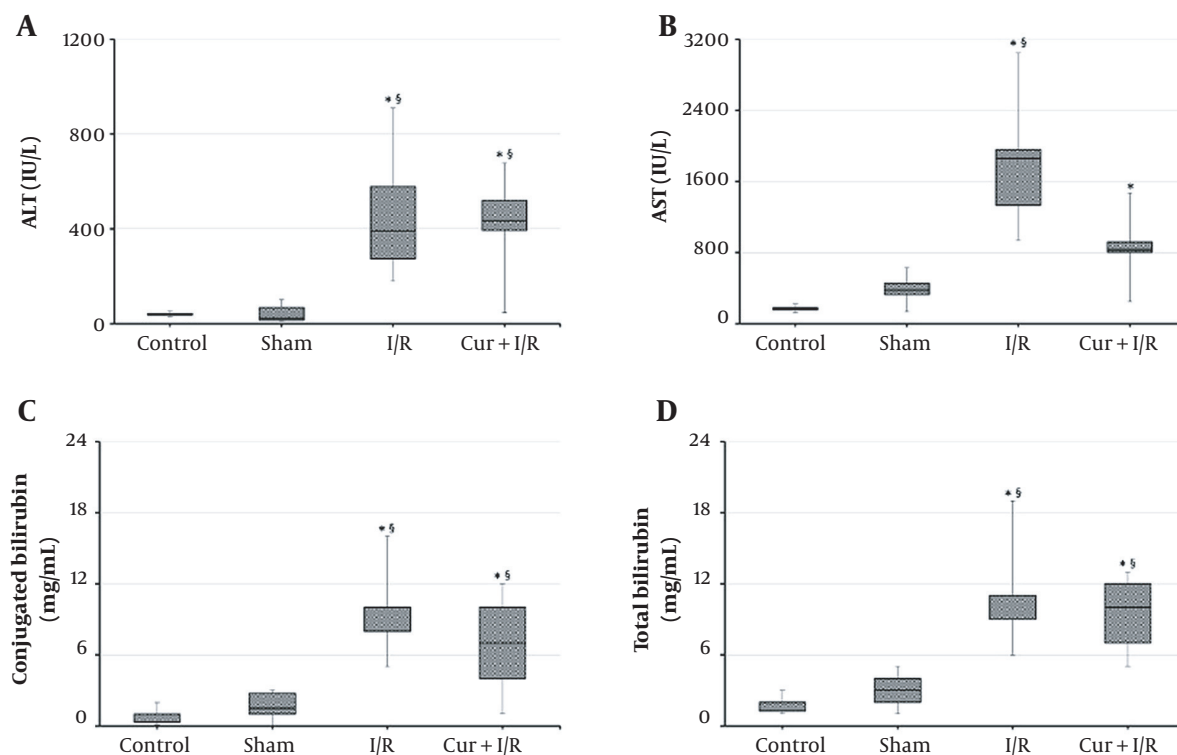 A
B
1200
800
400
0
ALT (IU/L)
* §
* §
Control Sham I/R Cur + I/R
3200
2400
1600
800
0
AST (IU/L)
* §
*
Control Sham I/R Cur + I/R
C
D
24
18
12
6
0
Conjugated bilirubin
(mg/mL)
* §
* §
Control Sham I/R Cur + I/R
24
18
12
6
0
Total bilirubin
(mg/mL)
* §
* §
Control Sham I/R Cur + I/R